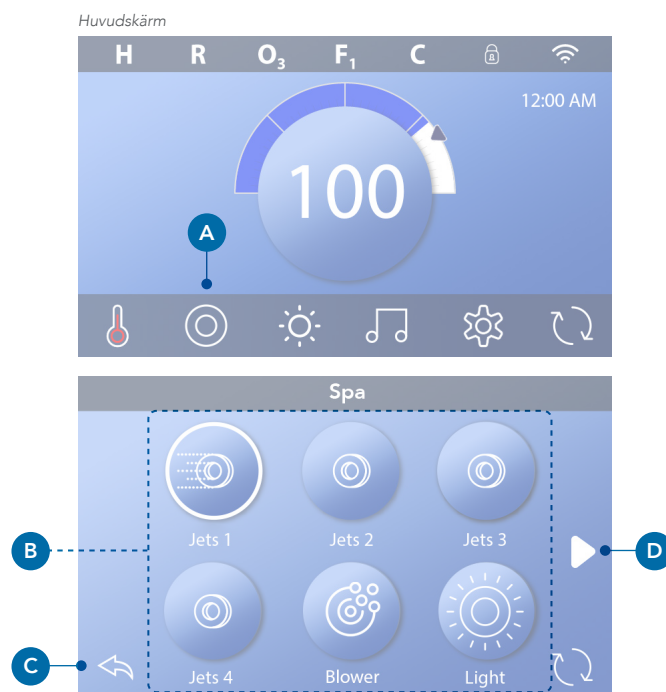 Huvudskärm
H R O₃ F₁ C
12:00 AM
100
A
Spa
Jets 1 Jets 2 Jets 3
B
D
Jets 4 Blower Light
C